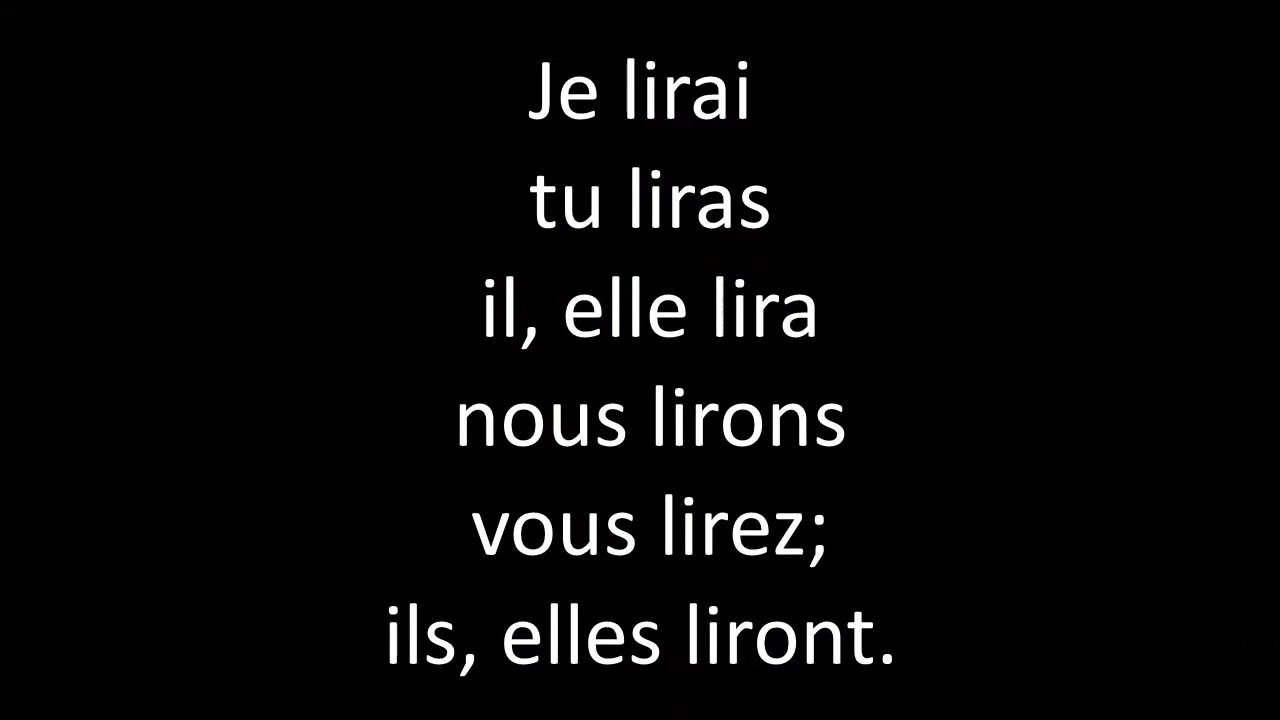 Je lirai
tu liras
il, elle lira
nous lirons
vous lirez;
ils, elles liront.